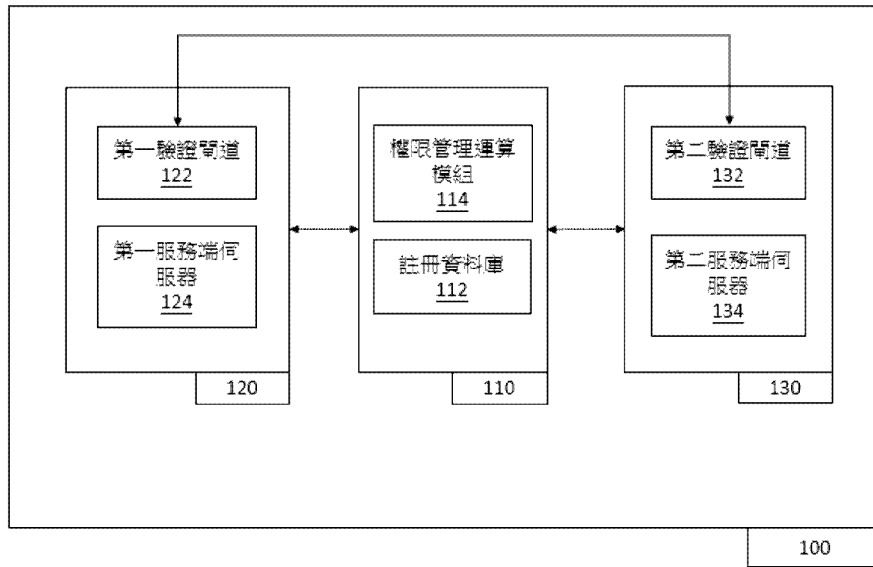 第一驗證閘道
122
第一服務端伺
服器
124
120
權限管理運算
模組
114
註冊資料庫
112
110
第二驗證閘道
132
第二服務端伺
服器
134
130
100